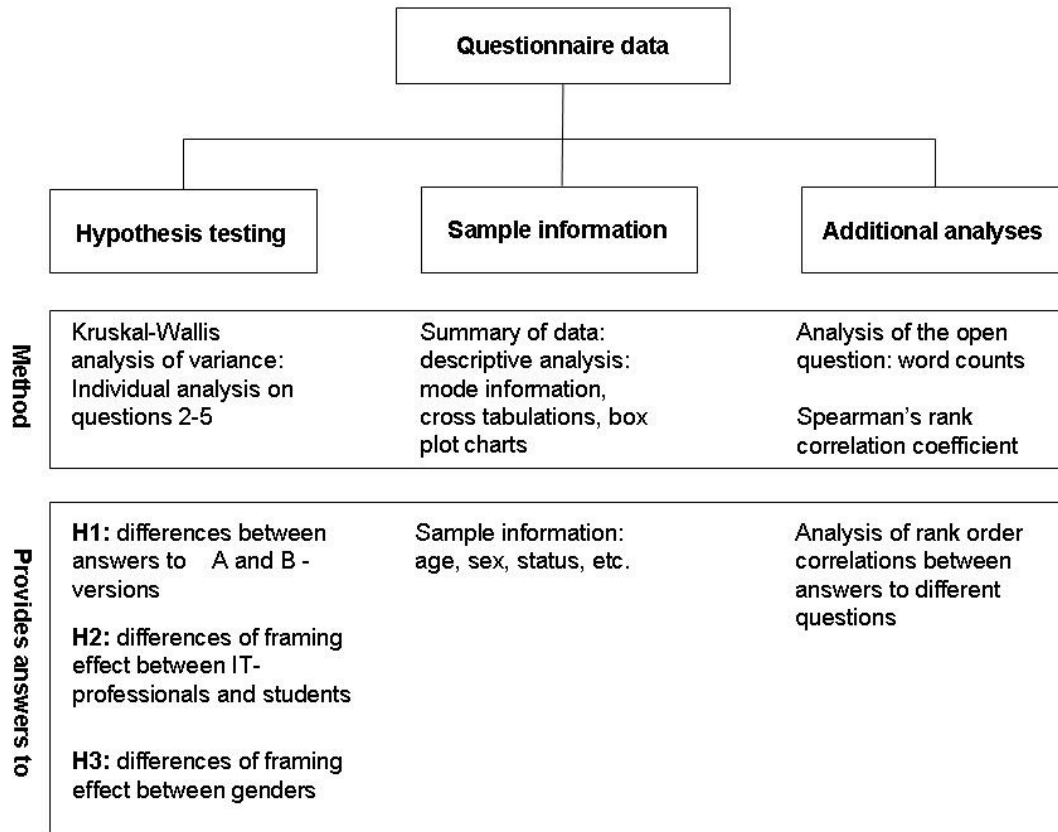 Questionnaire data
Hypothesis testing
Sample information
Additional analyses
Method
Kruskal-Wallis
analysis of variance:
Individual analysis on
questions 2-5
Summary of data:
descriptive analysis:
mode information,
cross tabulations, box
plot charts
Analysis of the open
question: word counts
Spearman’s rank
correlation coefficient
Provides answers to
H1: differences between
answers to A and B -
versions
H2: differences of framing
effect between IT-
professionals and students
H3: differences of framing
effect between genders
Sample information:
age, sex, status, etc.
Analysis of rank order
correlations between
answers to different
questions